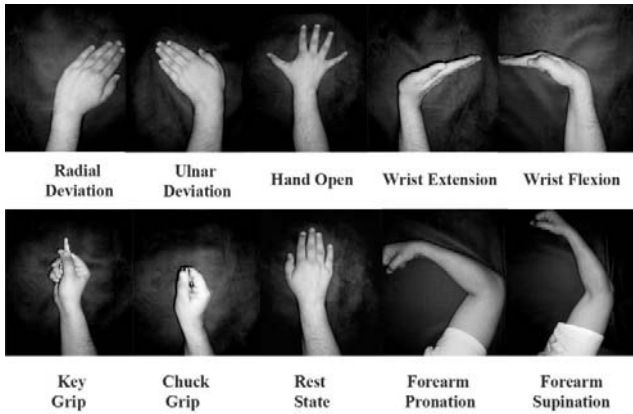 Radial
Deviation
Ulnar
Deviation
Hand Open
Wrist Extension
Wrist Flexion
Key
Grip
Chuck
Grip
Rest
State
Forearm
Pronation
Forearm
Supination